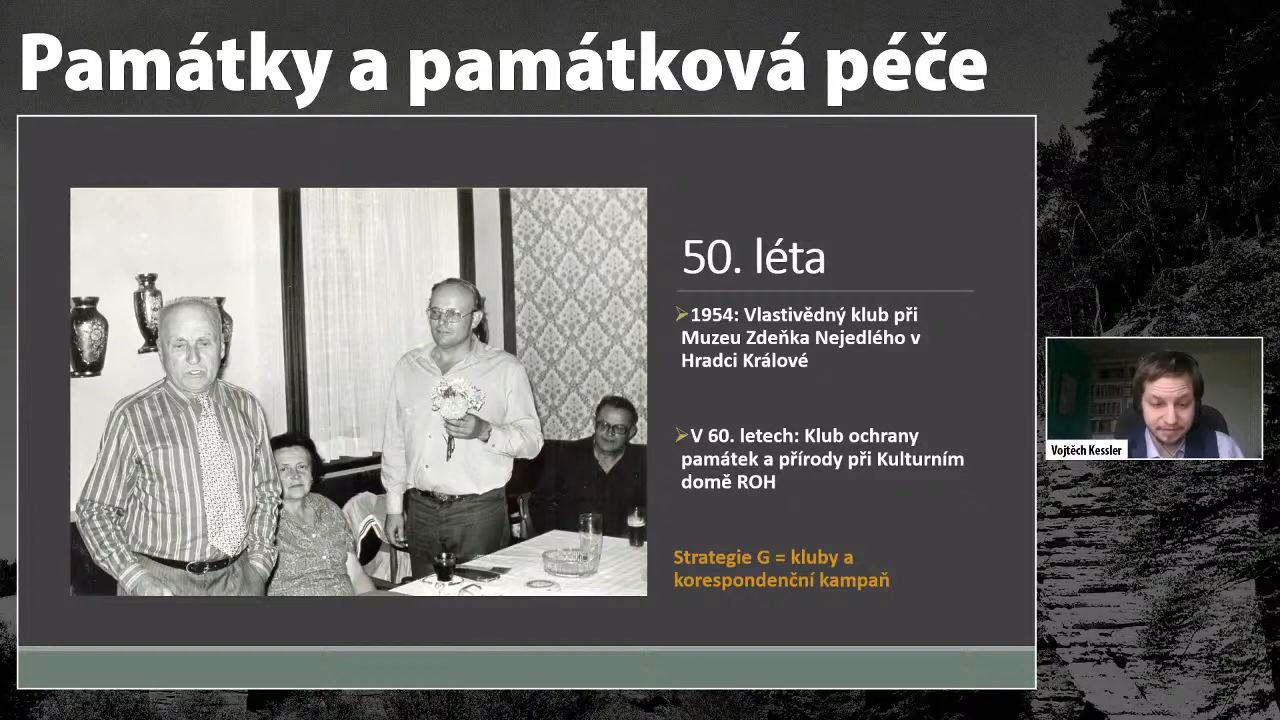 Památky a památková péče
50. léta
➢1954: Vlastivědný klub při
Muzeu Zdeňka Nejedlého v
Hradci Králové
➢V 60. letech: Klub ochrany
památek a přírody při Kulturním
domě ROH
Strategie G = kluby a
korespondenční kampaň
Vojtěch Kessler